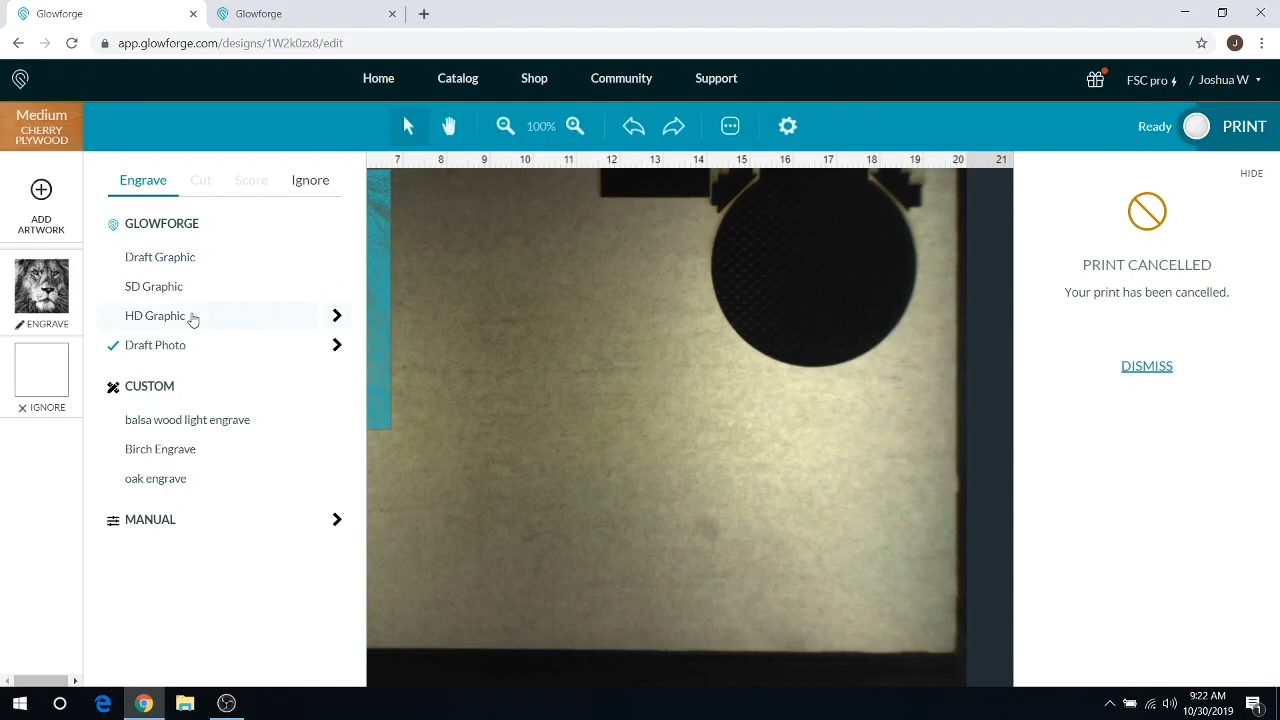 Glowforge
Glowforge
app.glowforge.com/designs/1W2k0zx8/edit
J
Home
Catalog
Shop
Community
Support
FSC pro
/ Joshua W
Medium
CHERRY
PLYWOOD
100%
Ready
PRINT
ADD
ARTWORK
ENGRAVE
IGNORE
Engrave
Cut
Score
Ignore
GLOWFORGE
Draft Graphic
SD Graphic
HD Graphic
Draft Photo
CUSTOM
balsa wood light engrave
Birch Engrave
oak engrave
MANUAL
7 8 9 10 11 12 13 14 15 16 17 18 19 20 21
HIDE
PRINT CANCELLED
Your print has been cancelled.
DISMISS
9:22 AM
10/30/2019
1